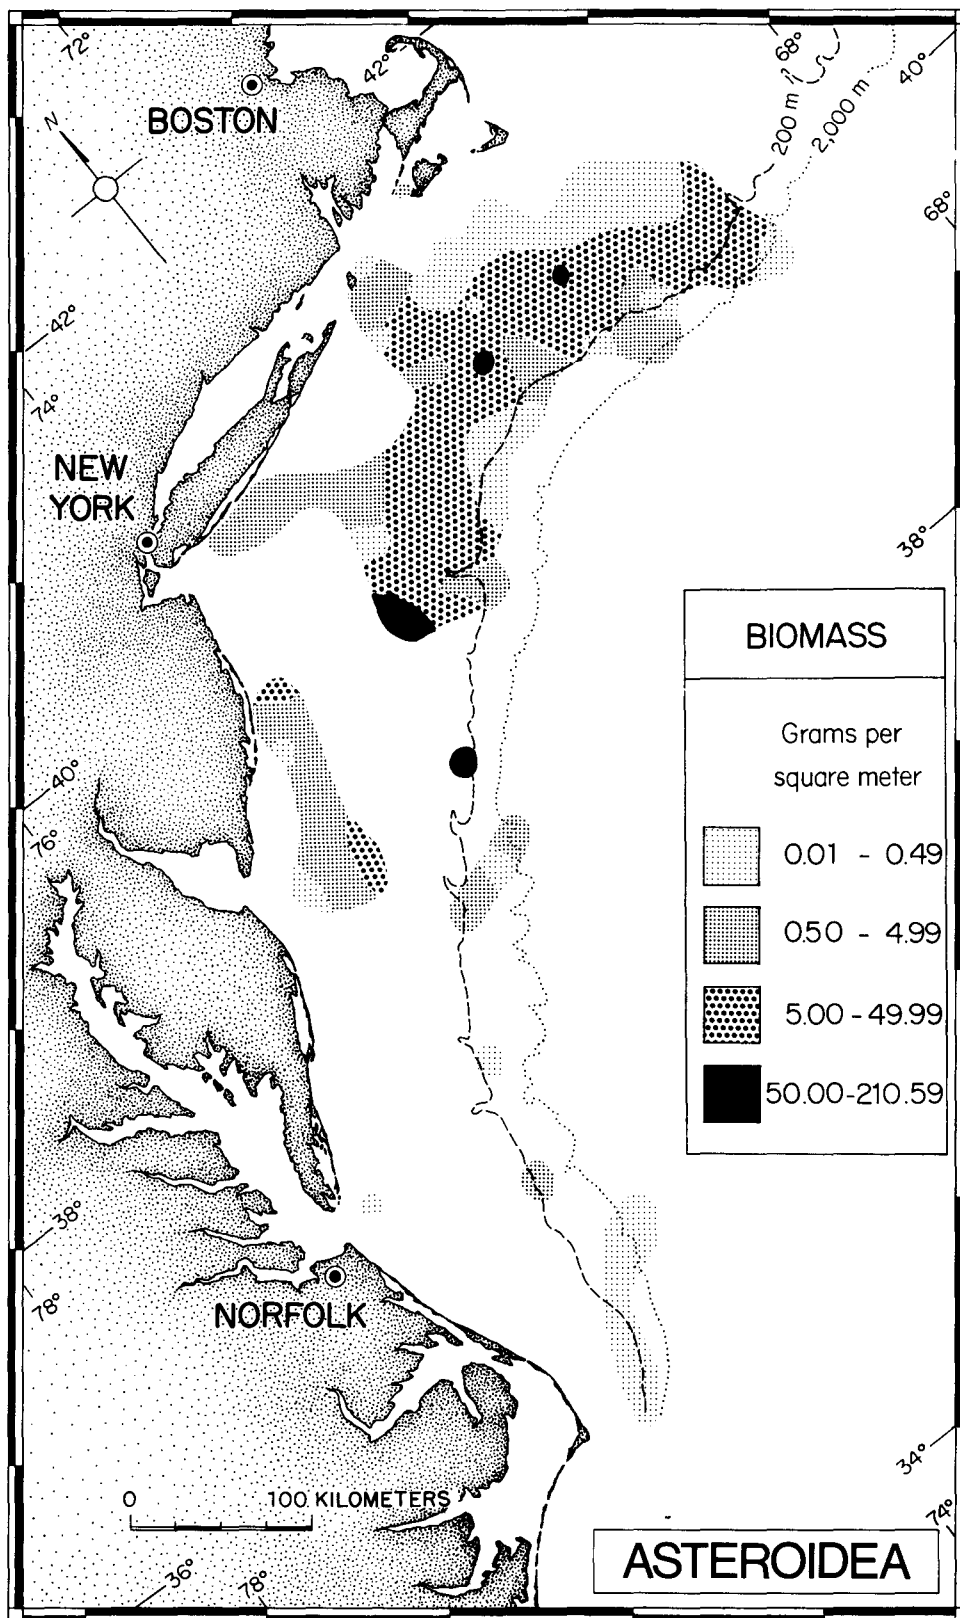 72°
42°
68°
40°
BOSTON
200 m
2,000 m
N
68°
42°
74°
NEW
YORK
38°
BIOMASS
Grams per
square meter
40°
76°
0.01 - 0.49
0.50 - 4.99
5.00 - 49.99
50.00-210.59
38°
78°
NORFOLK
34°
0 100 KILOMETERS
74°
36°
78°
ASTEROIDEA